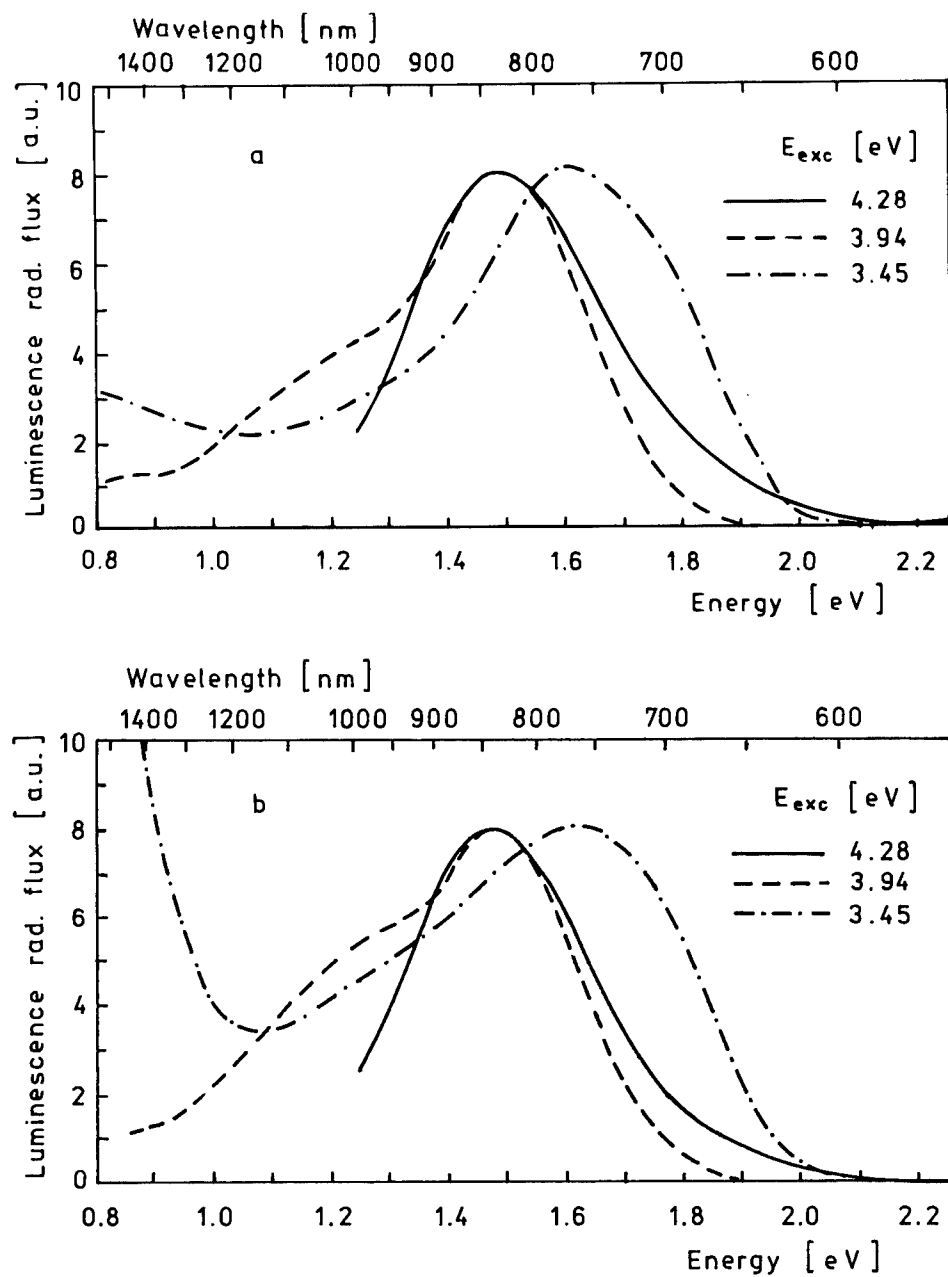 Wavelength [nm]
1400 1200 1000 900 800 700 600
10
8
6
4
2
0
Luminescence rad. flux [a.u.]
a
Eexc [eV]
4.28
3.94
3.45
0.8 1.0 1.2 1.4 1.6 1.8 2.0 2.2
Energy [eV]
Wavelength [nm]
1400 1200 1000 900 800 700 600
10
8
6
4
2
0
Luminescence rad. flux [a.u.]
b
Eexc [eV]
4.28
3.94
3.45
0.8 1.0 1.2 1.4 1.6 1.8 2.0 2.2
Energy [eV]